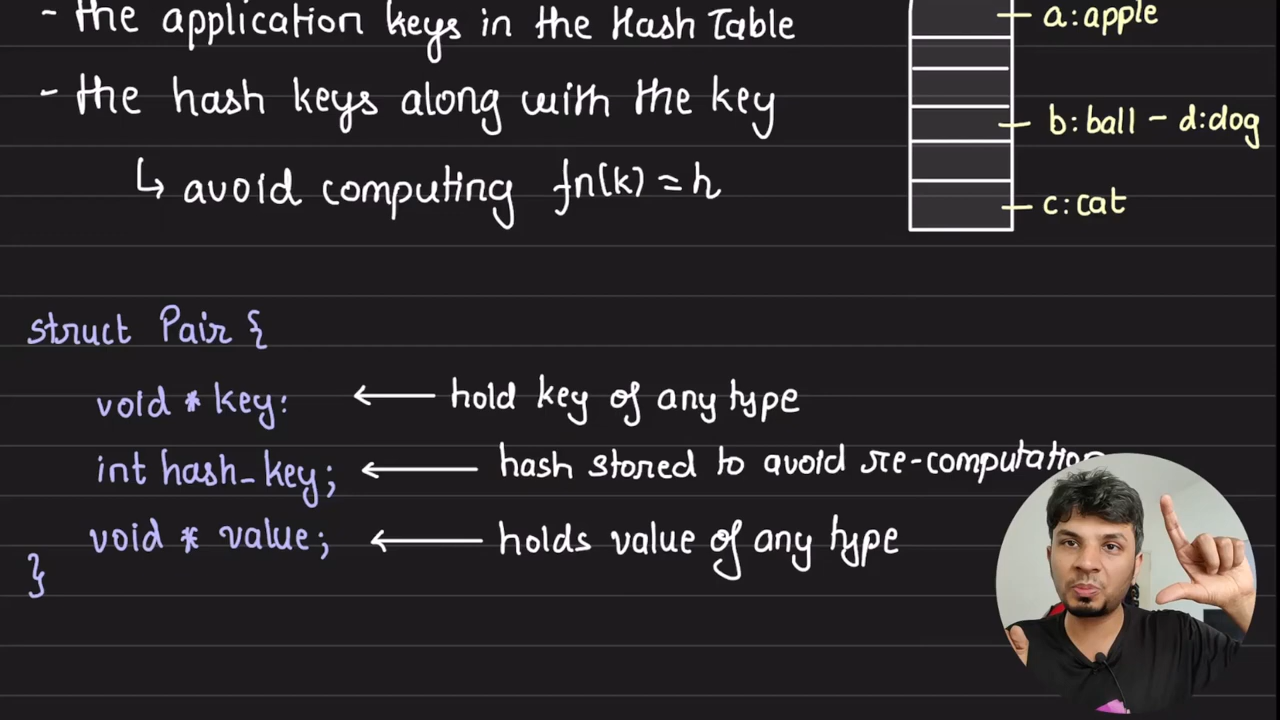 - the application keys in the Hash Table
- the hash keys along with the key
↳ avoid computing fn(k) = h
a:apple
b:ball - d:dog
c:cat
struct Pair {
void * key: ← hold key of any type
int hash_key; ← hash stored to avoid re-computation
void * value; ← holds value of any type
}